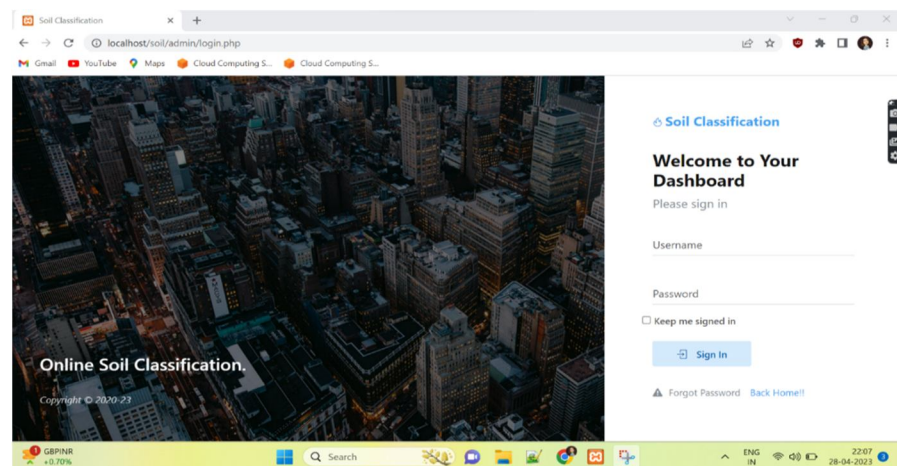 Soil Classification
localhost/soil/admin/login.php
Gmail YouTube Maps Cloud Computing S... Cloud Computing S...
Soil Classification
Welcome to Your
Dashboard
Please sign in
Username
Password
Keep me signed in
Sign In
Forgot Password Back Home!!
Online Soil Classification.
Copyright © 2020-23
1 GBPINR
+0.70%
Search
ENG
IN
22:07
28-04-2023